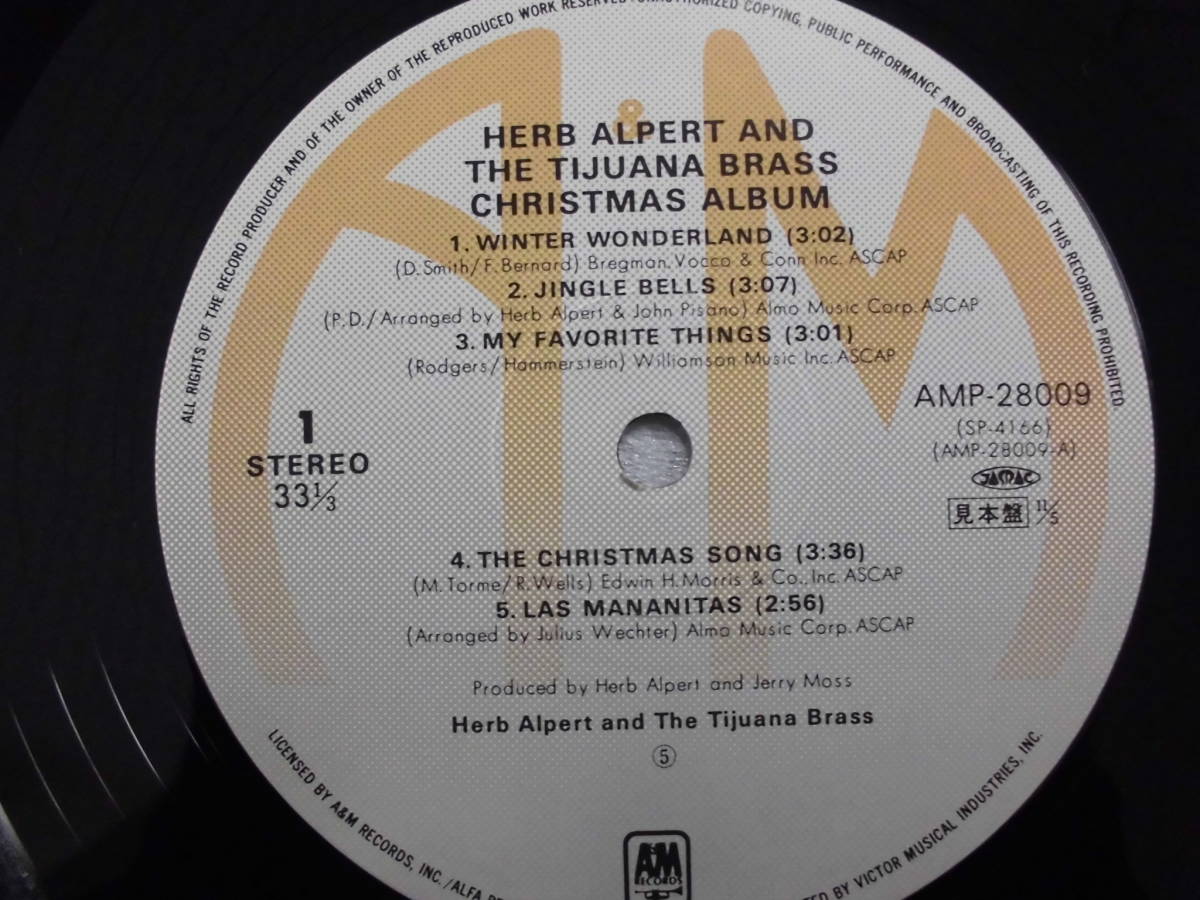 ALL RIGHTS OF THE RECORD PRODUCER AND OF THE OWNER OF THE REPRODUCED WORK RESERVED · UNAUTHORIZED COPYING, PUBLIC PERFORMANCE AND BROADCASTING OF THIS RECORDING PROHIBITED
HERB ALPERT AND
THE TIJUANA BRASS
CHRISTMAS ALBUM
1. WINTER WONDERLAND (3:02)
(D. Smith/F. Bernard) Bregman, Vocco & Conn Inc. ASCAP
2. JINGLE BELLS (3:07)
(P.D./Arranged by Herb Alpert & John Pisano) Almo Music Corp. ASCAP
3. MY FAVORITE THINGS (3:01)
(Rodgers/Hammerstein) Williamson Music Inc. ASCAP
1
STEREO
33⅓
AMP-28009
(SP-4166)
(AMP-28009-A)
JAMAC
見本盤 11/5
4. THE CHRISTMAS SONG (3:36)
(M. Torme/R. Wells) Edwin H. Morris & Co., Inc. ASCAP
5. LAS MANANITAS (2:56)
(Arranged by Julius Wechter) Almo Music Corp. ASCAP
Produced by Herb Alpert and Jerry Moss
Herb Alpert and The Tijuana Brass
⑤
A&M
RECORDS
LICENSED BY A&M RECORDS, INC./ALFA
BY VICTOR MUSICAL INDUSTRIES, INC.